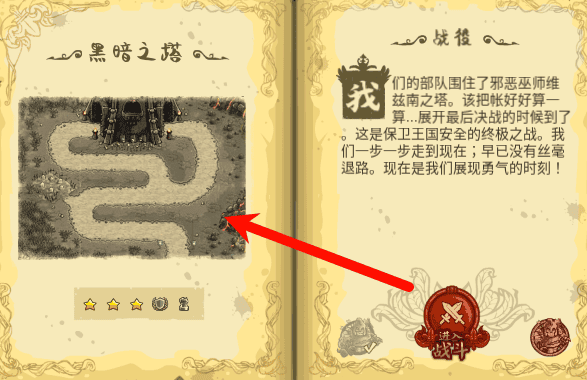 黑暗之塔
战役
我们的部队围住了邪恶巫师维
兹南之塔。该把帐好好算一
算...展开最后决战的时候到了
。这是保卫王国安全的终极之战。我
们一步一步走到现在；早已没有丝毫
退路。现在是我们展现勇气的时刻！
进入
战斗